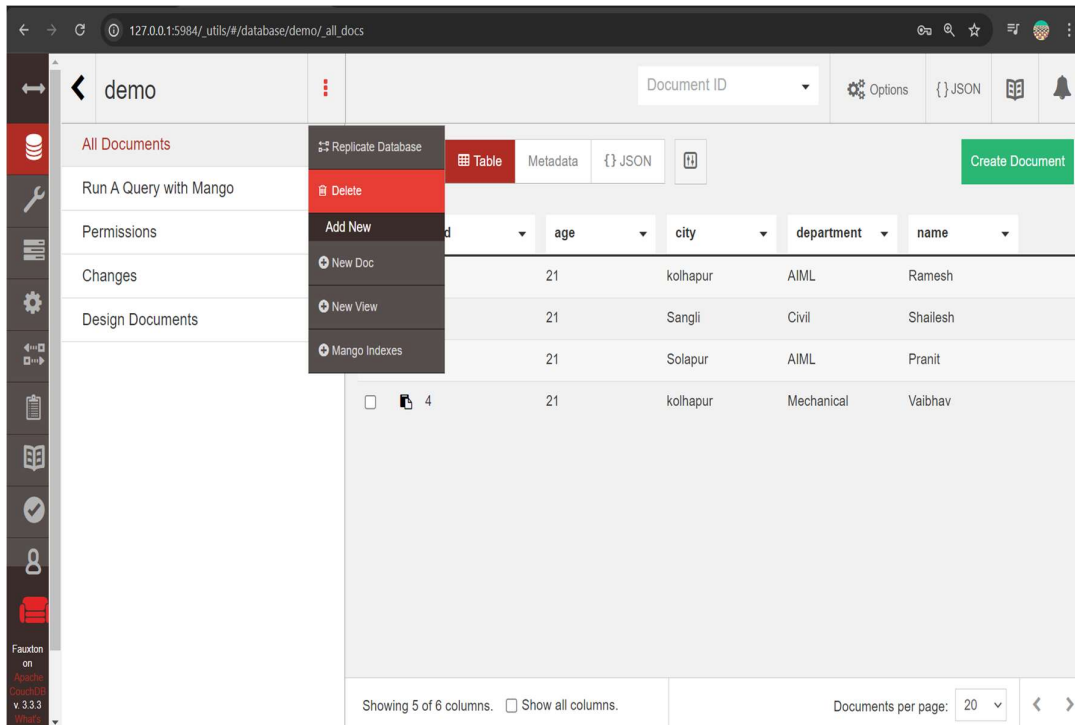 127.0.0.1:5984/_utils/#/database/demo/_all_docs
demo
Document ID
Options
{ } JSON
All Documents
Run A Query with Mango
Permissions
Changes
Design Documents
Replicate Database
Delete
Add New
New Doc
New View
Mango Indexes
Table
Metadata
{} JSON
Create Document
d age city department name
21 kolhapur AIML Ramesh
21 Sangli Civil Shailesh
21 Solapur AIML Pranit
4 21 kolhapur Mechanical Vaibhav
Fauxton
on
Apache
CouchDB
v. 3.3.3
What's
Showing 5 of 6 columns. Show all columns.
Documents per page: 20